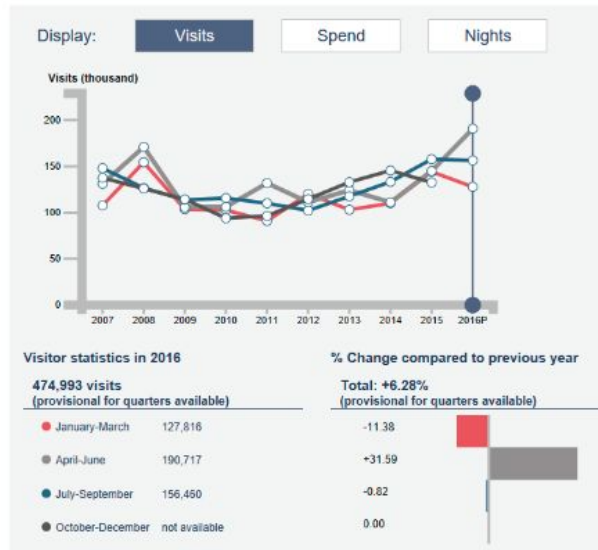 Display: Visits Spend Nights
Visits (thousand)
200
150
100
50
0
2007 2008 2009 2010 2011 2012 2013 2014 2015 2016P
Visitor statistics in 2016 % Change compared to previous year
474,993 visits Total: +6.28%
(provisional for quarters available) (provisional for quarters available)
January-March 127,816 -11.38
April-June 190,717 +31.59
July-September 156,460 -0.82
October-December not available 0.00